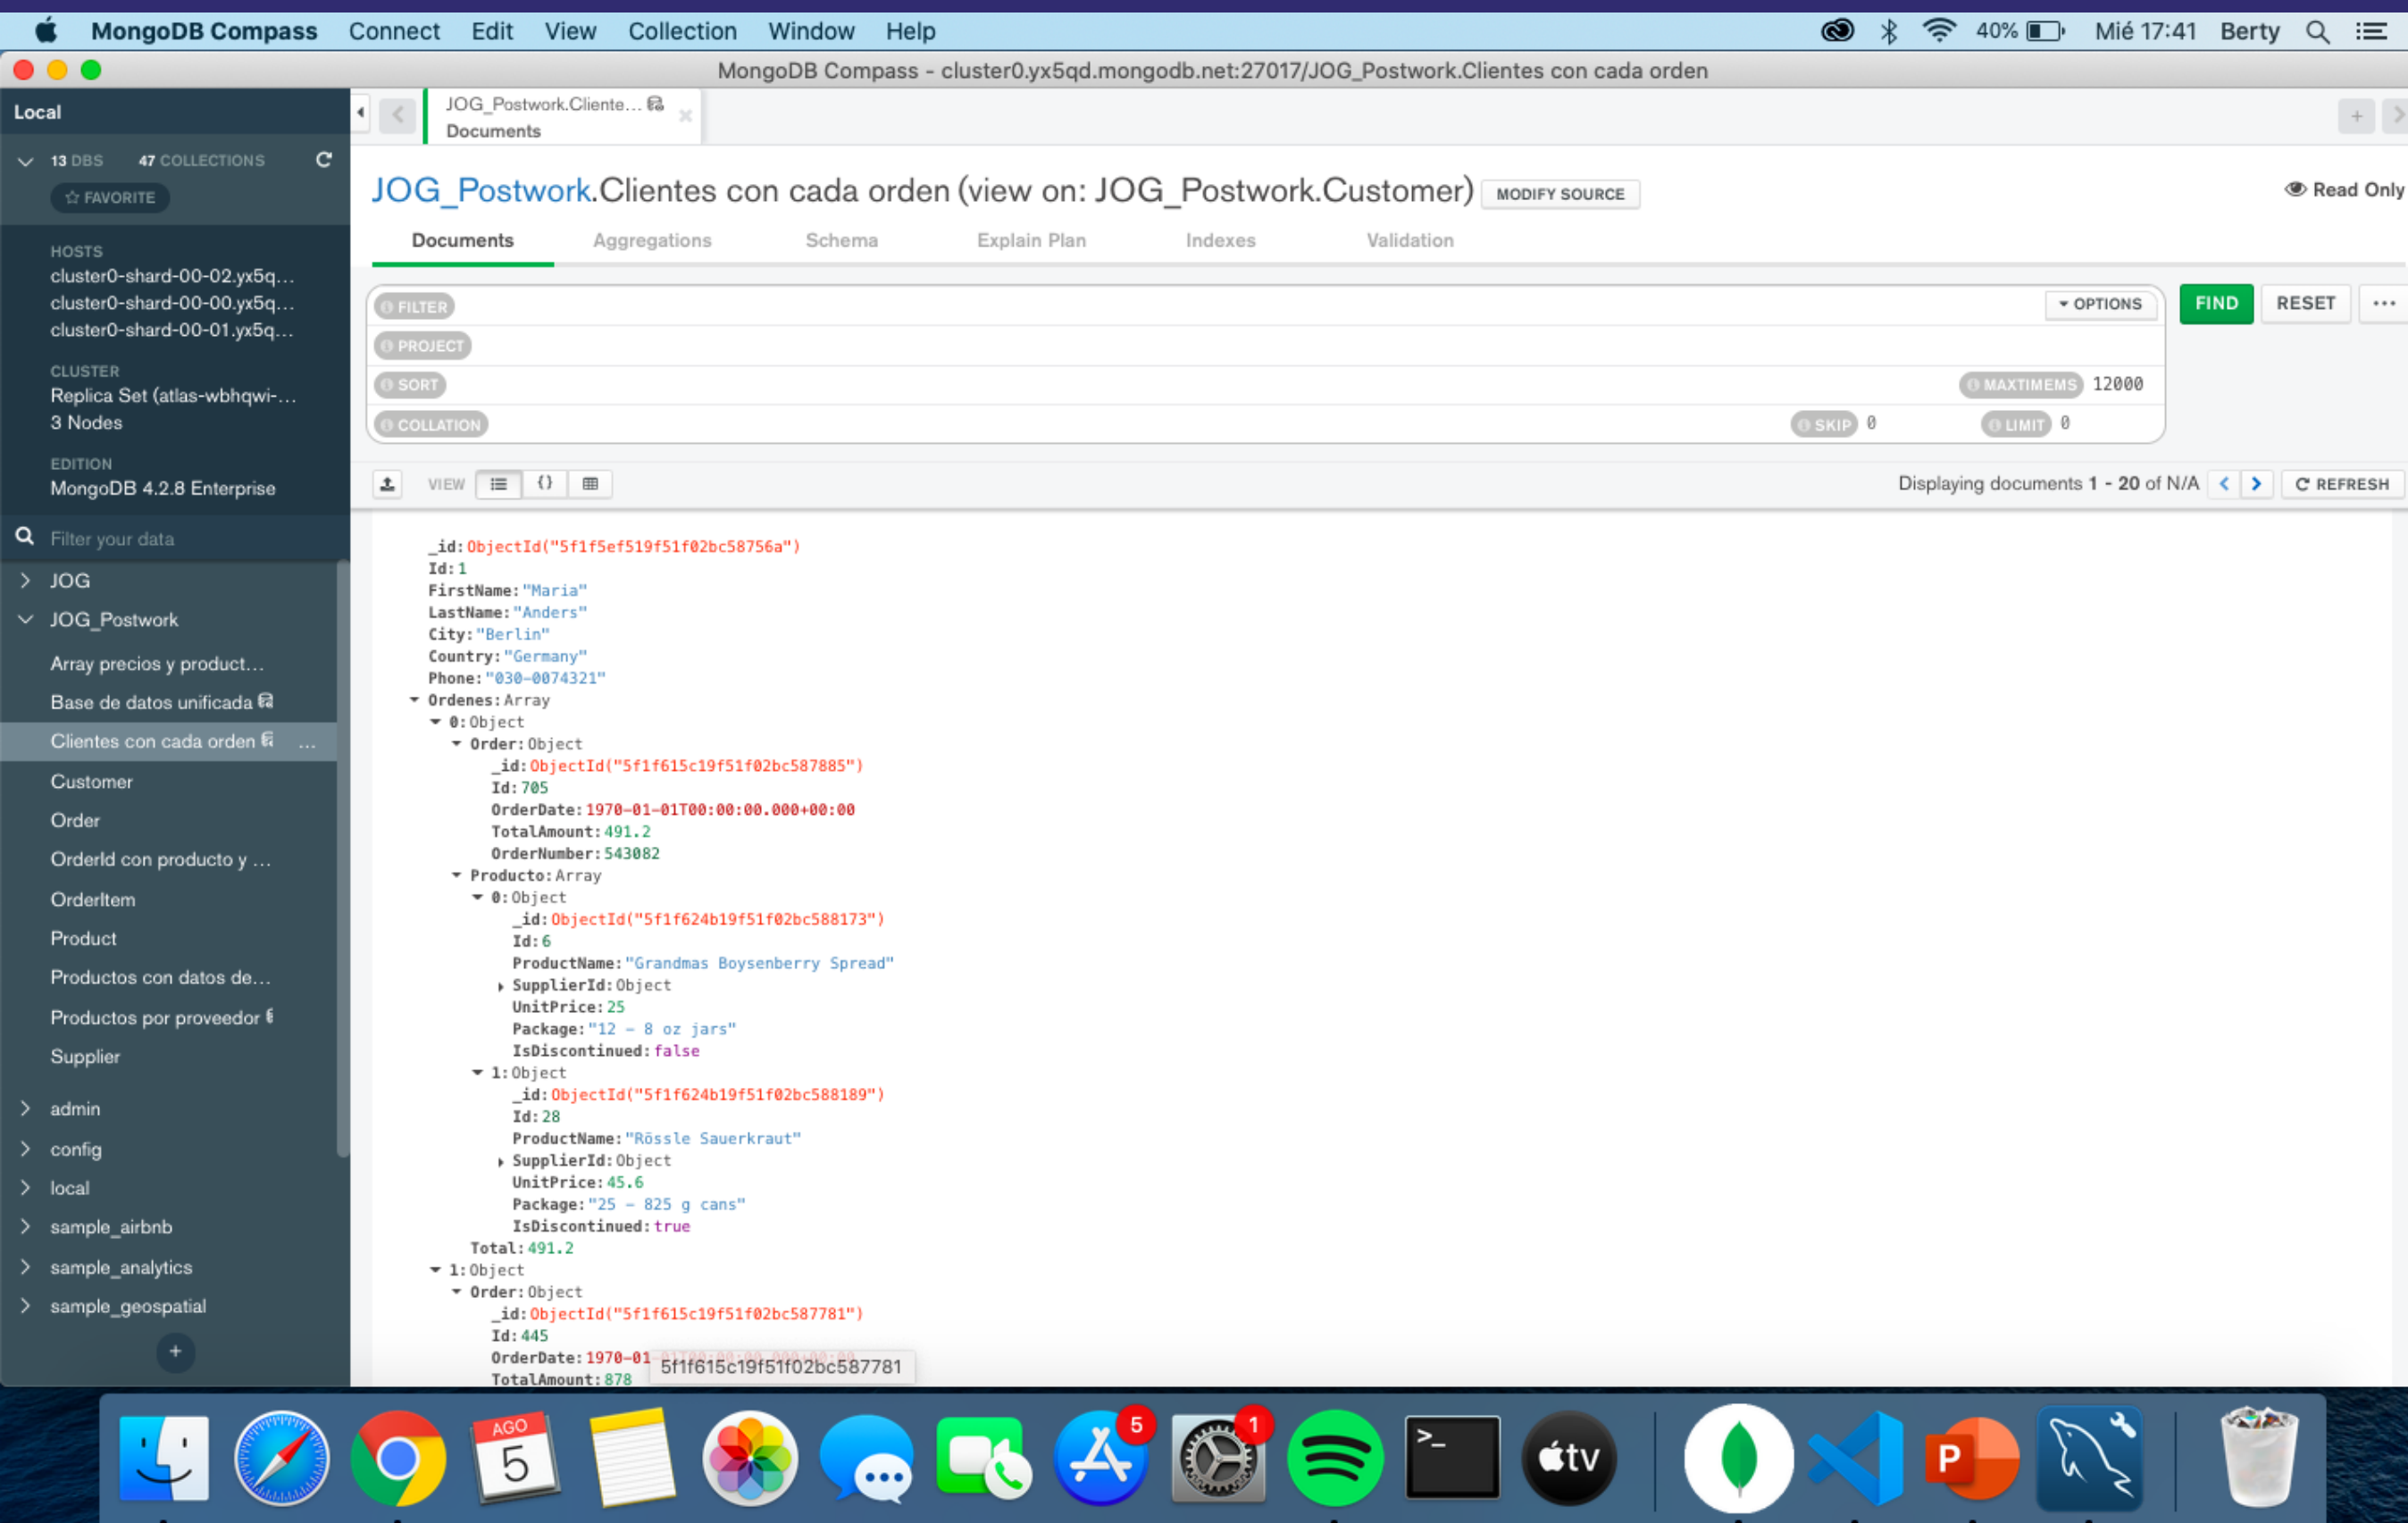 MongoDB Compass Connect Edit View Collection Window Help 40% Mié 17:41 Berty
MongoDB Compass - cluster0.yx5qd.mongodb.net:27017/JOG_Postwork.Clientes con cada orden
Local
13 DBS 47 COLLECTIONS
FAVORITE
HOSTS
cluster0-shard-00-02.yx5q...
cluster0-shard-00-00.yx5q...
cluster0-shard-00-01.yx5q...
CLUSTER
Replica Set (atlas-wbhqwi-...
3 Nodes
EDITION
MongoDB 4.2.8 Enterprise
Filter your data
JOG
JOG_Postwork
Array precios y product...
Base de datos unificada
Clientes con cada orden ...
Customer
Order
OrderId con producto y ...
OrderItem
Product
Productos con datos de...
Productos por proveedor
Supplier
admin
config
local
sample_airbnb
sample_analytics
sample_geospatial
+
JOG_Postwork.Cliente...
Documents
JOG_Postwork.Clientes con cada orden (view on: JOG_Postwork.Customer) MODIFY SOURCE Read Only
Documents Aggregations Schema Explain Plan Indexes Validation
FILTER OPTIONS FIND RESET ...
PROJECT
SORT MAXTIMEMS 12000
COLLATION SKIP 0 LIMIT 0
VIEW {} Displaying documents 1 - 20 of N/A REFRESH
_id:ObjectId("5f1f5ef519f51f02bc58756a")
Id:1
FirstName:"Maria"
LastName:"Anders"
City:"Berlin"
Country:"Germany"
Phone:"030-0074321"
Ordenes:Array
0:Object
Order:Object
_id:ObjectId("5f1f615c19f51f02bc587885")
Id:705
OrderDate:1970-01-01T00:00:00.000+00:00
TotalAmount:491.2
OrderNumber:543082
Producto:Array
0:Object
_id:ObjectId("5f1f624b19f51f02bc588173")
Id:6
ProductName:"Grandmas Boysenberry Spread"
SupplierId:Object
UnitPrice:25
Package:"12 - 8 oz jars"
IsDiscontinued:false
1:Object
_id:ObjectId("5f1f624b19f51f02bc588189")
Id:28
ProductName:"Rössle Sauerkraut"
SupplierId:Object
UnitPrice:45.6
Package:"25 - 825 g cans"
IsDiscontinued:true
Total:491.2
1:Object
Order:Object
_id:ObjectId("5f1f615c19f51f02bc587781")
Id:445
OrderDate:1970-01
5f1f615c19f51f02bc587781
TotalAmount:878
AGO
5
5
1
>_
tv
P